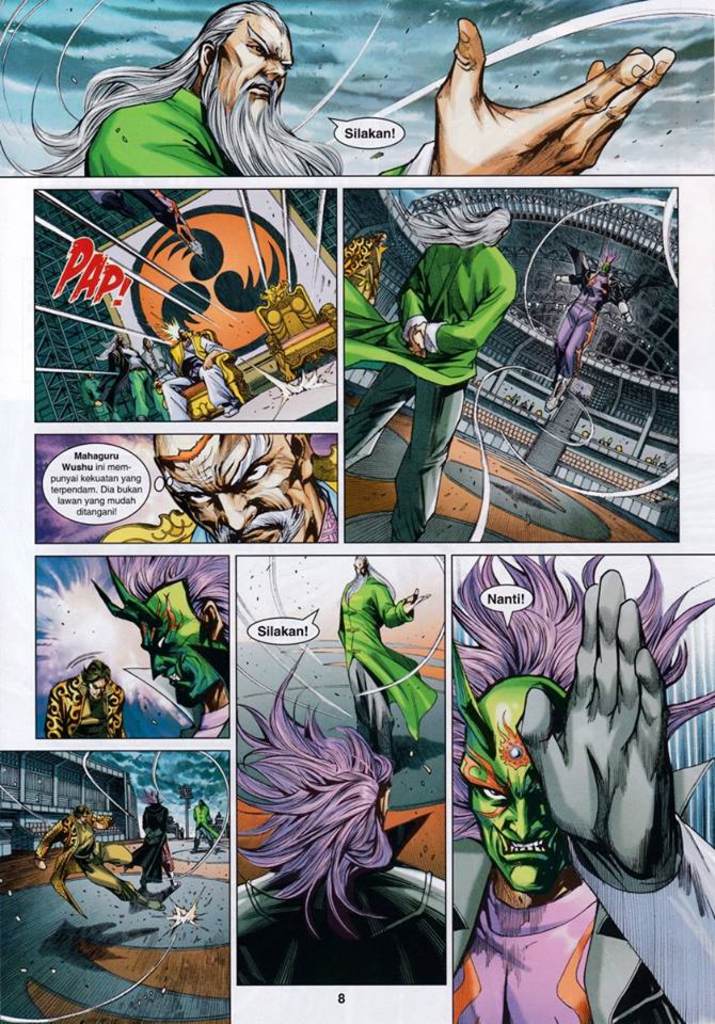 Silakan!
PAP!
Mahaguru
Wushu ini mem-
punyai kekuatan yang
terpendam. Dia bukan
lawan yang mudah
ditangani!
Silakan!
Nanti!
8